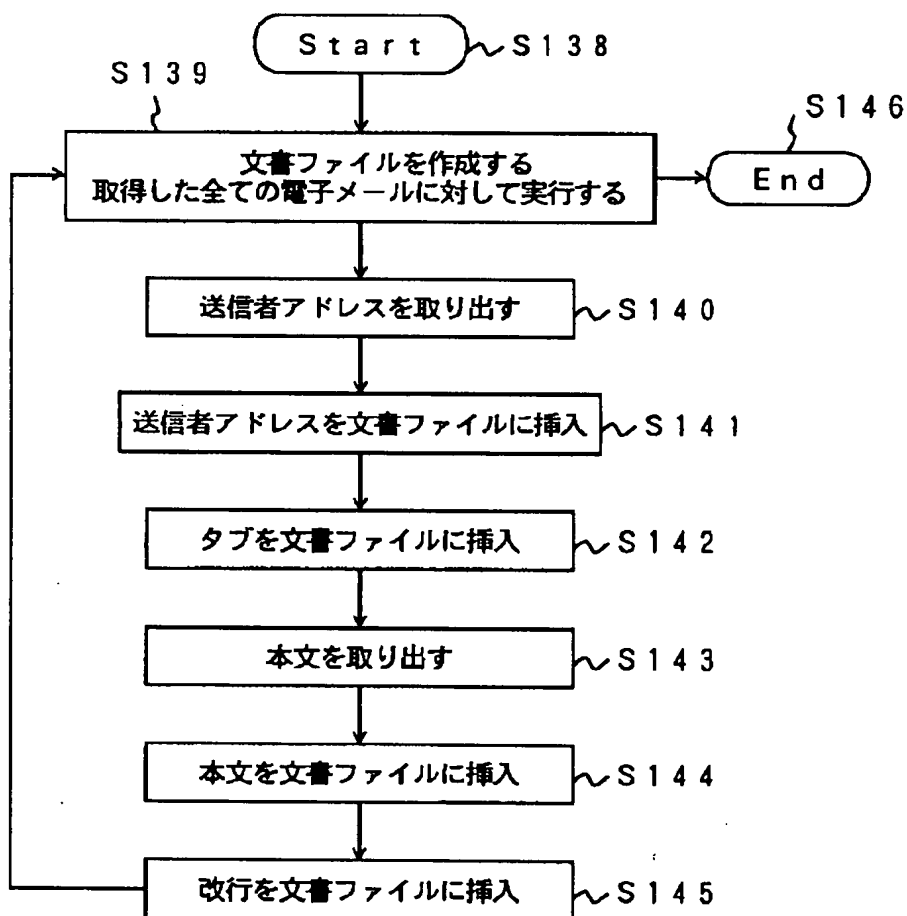 Start
S138
S139
S146
文書ファイルを作成する
取得した全ての電子メールに対して実行する
End
送信者アドレスを取り出す
S140
送信者アドレスを文書ファイルに挿入
S141
タブを文書ファイルに挿入
S142
本文を取り出す
S143
本文を文書ファイルに挿入
S144
改行を文書ファイルに挿入
S145